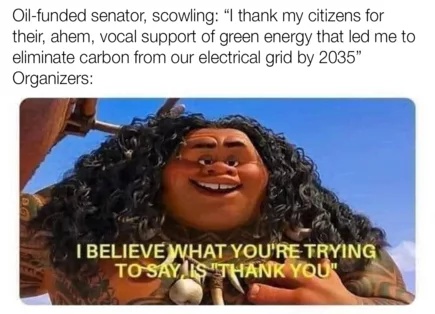 Oil-funded senator, scowling: “I thank my citizens for
their, ahem, vocal support of green energy that led me to
eliminate carbon from our electrical grid by 2035”
Organizers:
I BELIEVE WHAT YOU'RE TRYING
TO SAY, IS "THANK YOU"